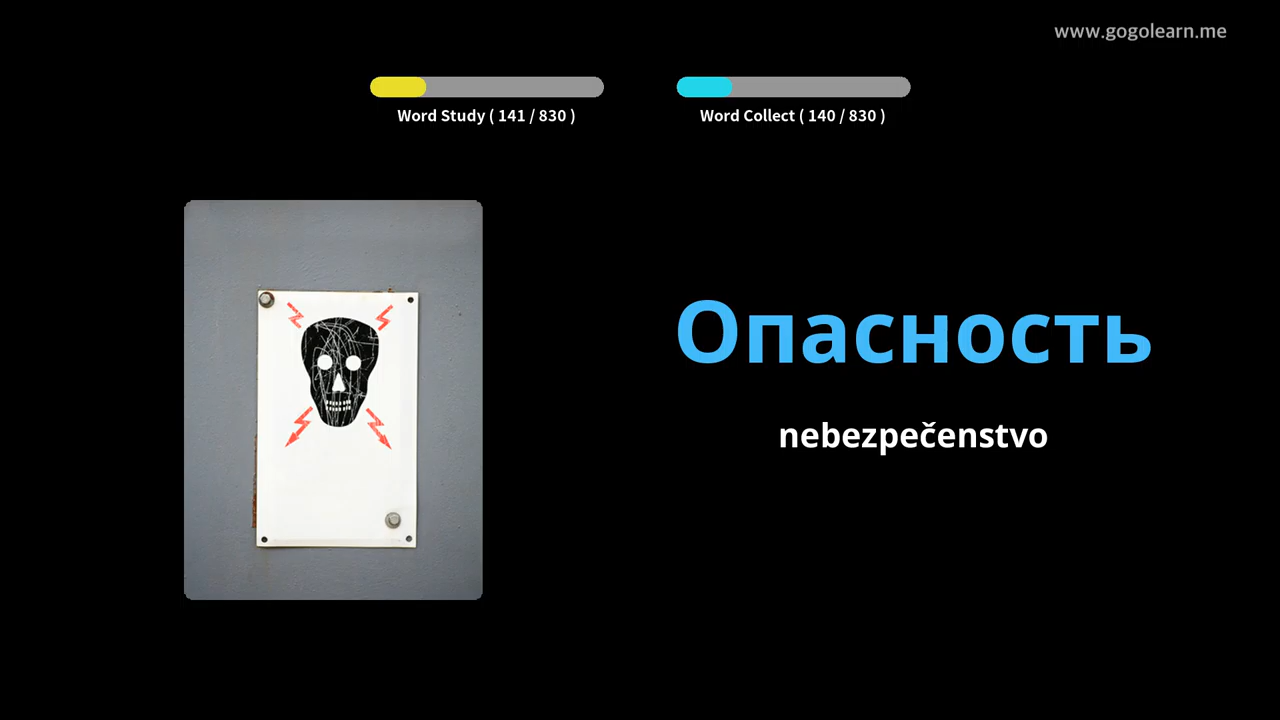 www.gogolearn.me
Word Study ( 141 / 830 )
Word Collect ( 140 / 830 )
Опасность
nebezpečenstvo